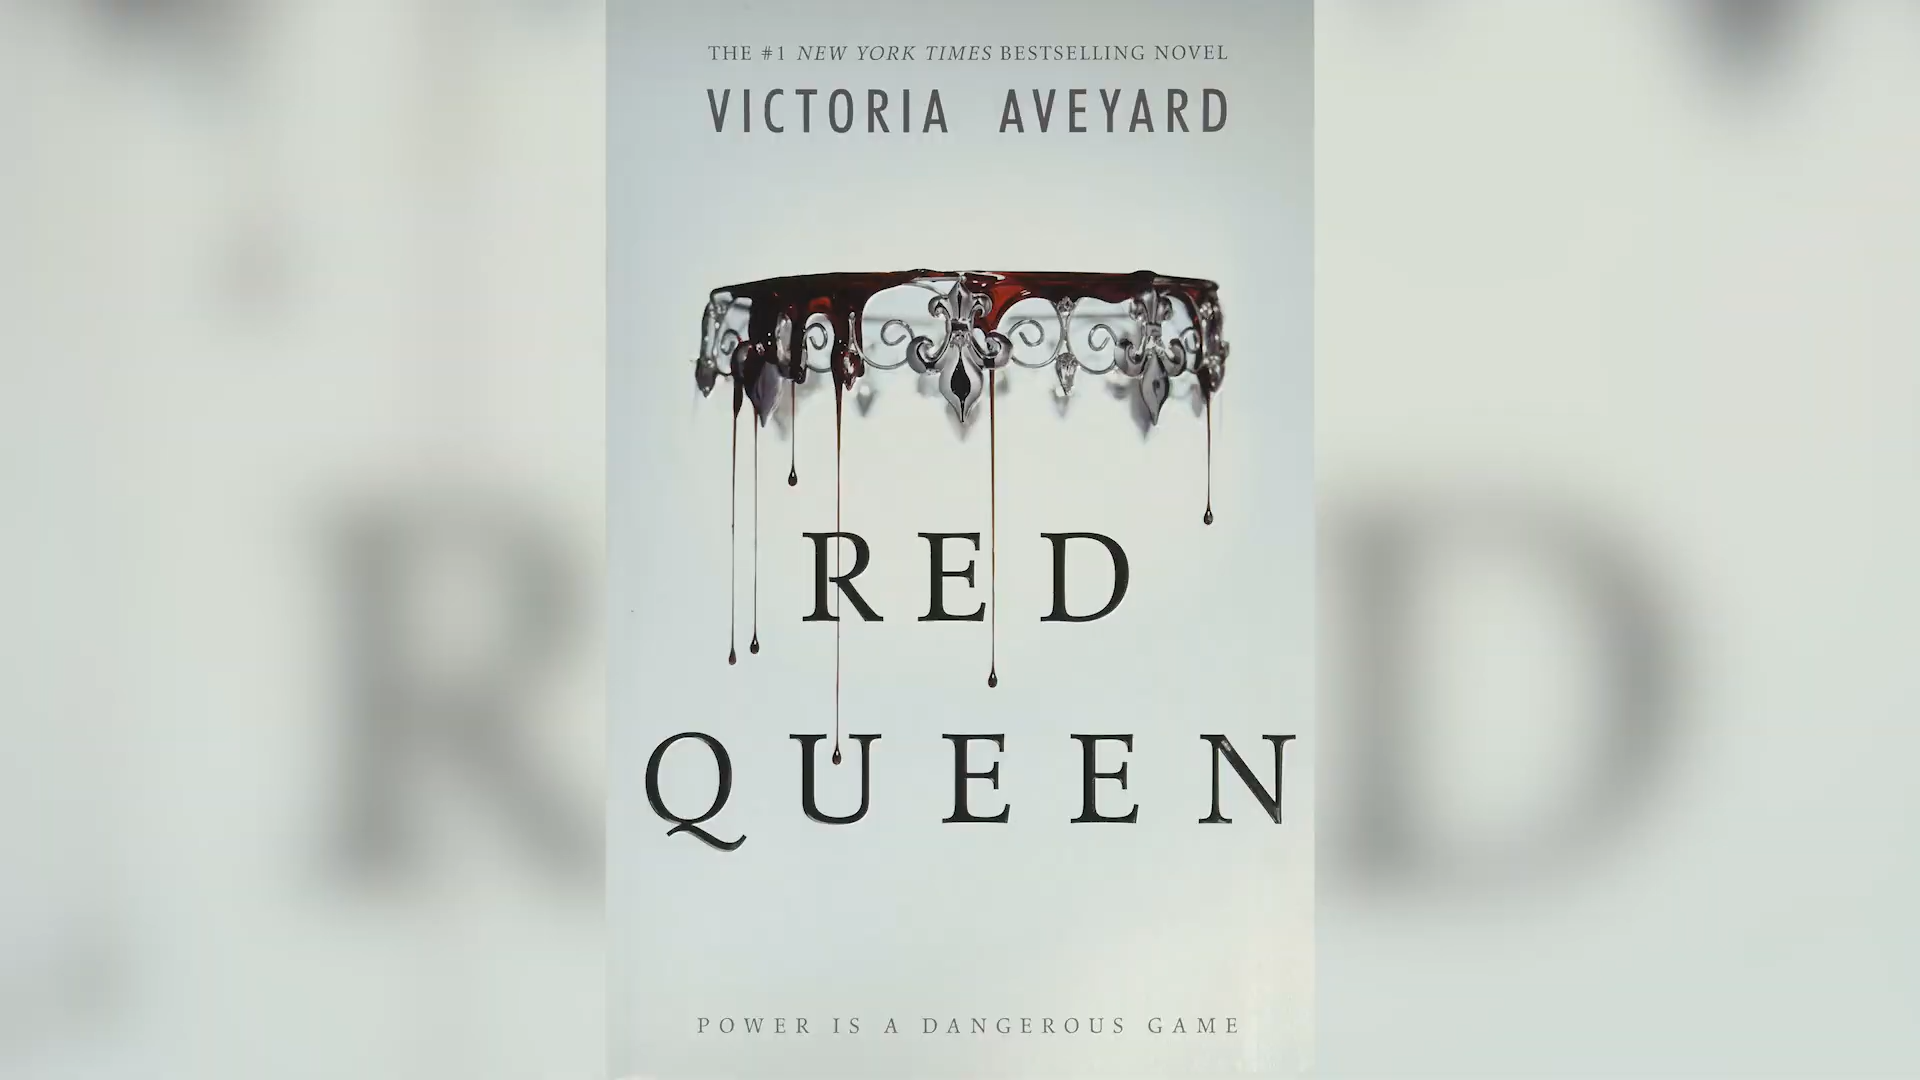 THE #1 NEW YORK TIMES BESTSELLING NOVEL
VICTORIA AVEYARD
RED
QUEEN
POWER IS A DANGEROUS GAME